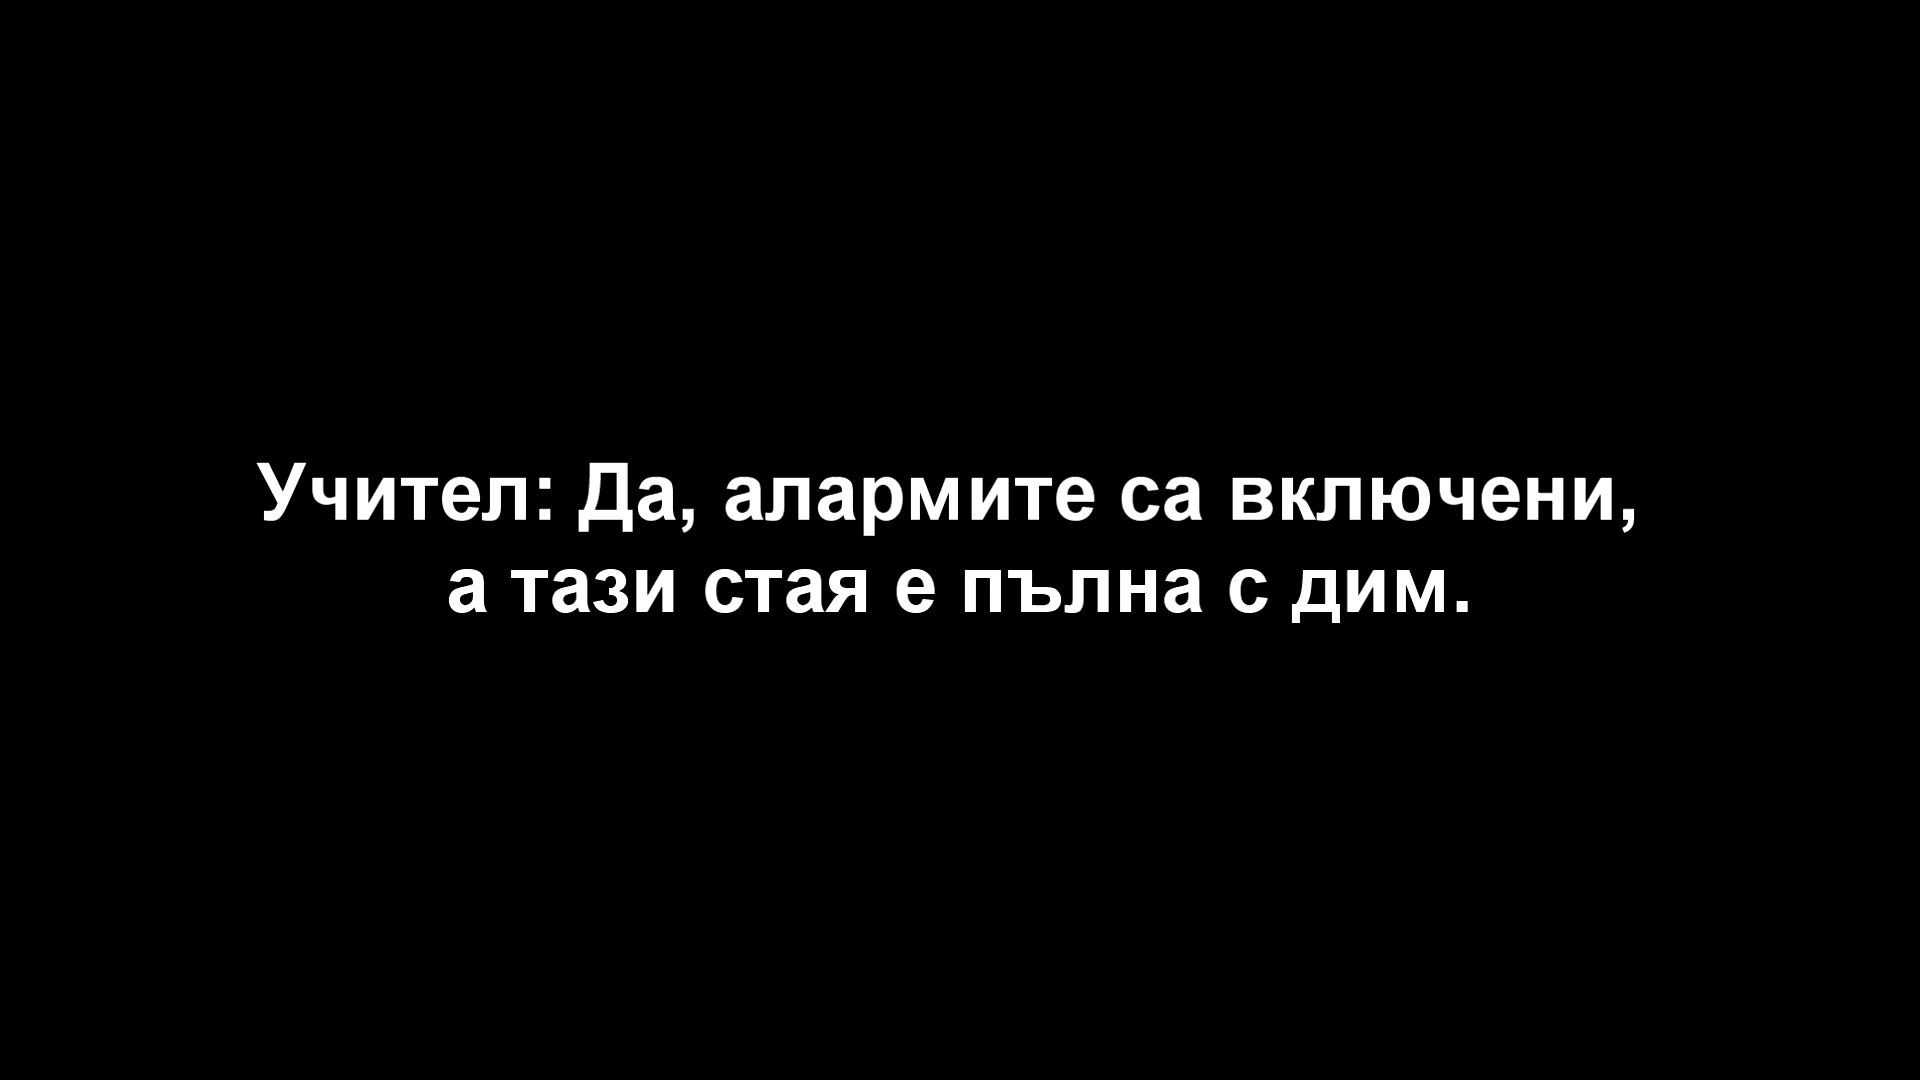 Учител: Да, алармите са включени,
а тази стая е пълна с дим.